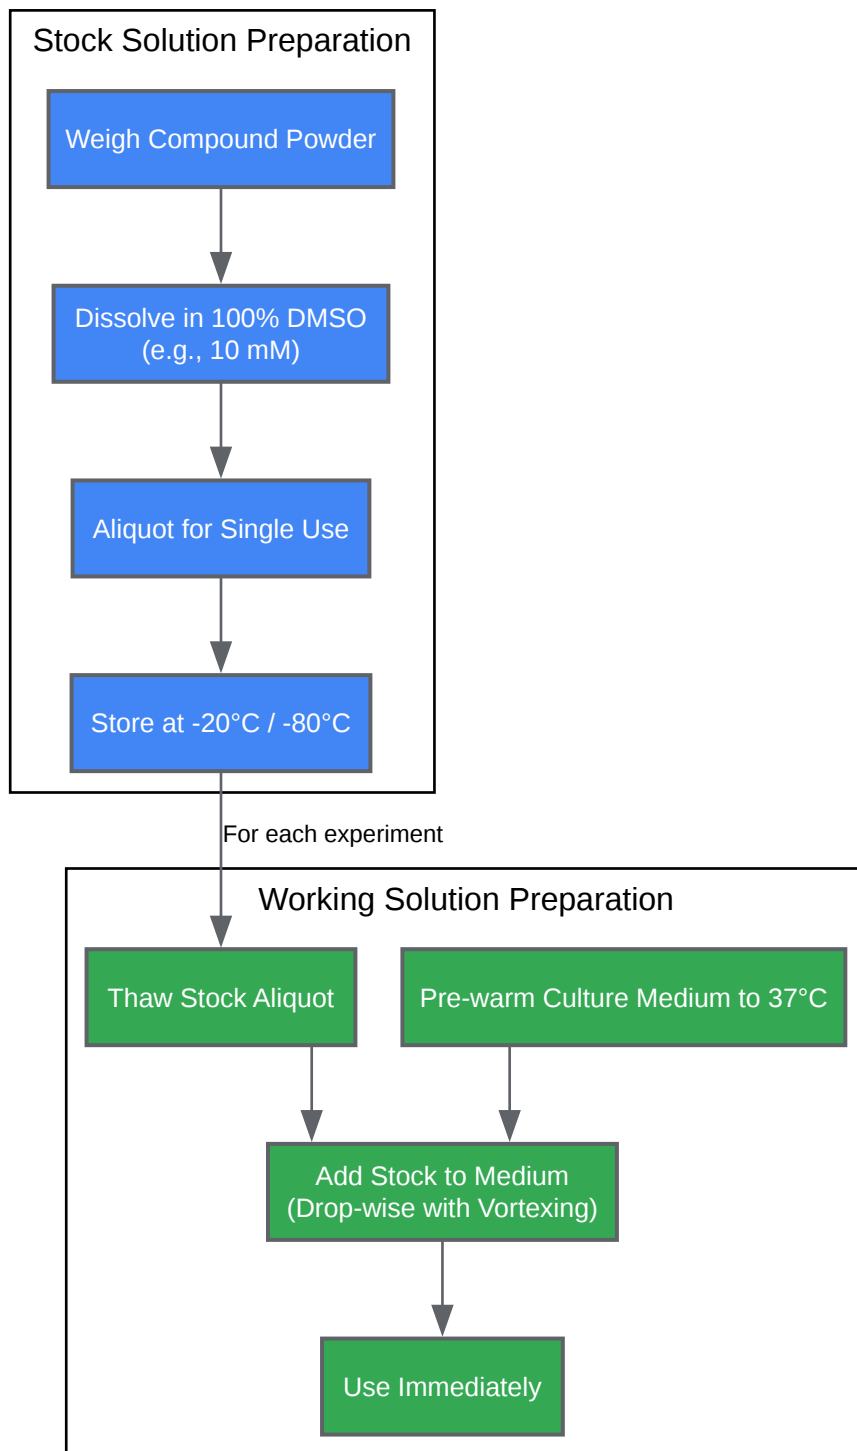 Stock Solution Preparation
Weigh Compound Powder
Dissolve in 100% DMSO
(e.g., 10 mM)
Aliquot for Single Use
Store at -20°C / -80°C
For each experiment
Working Solution Preparation
Thaw Stock Aliquot
Pre-warm Culture Medium to 37°C
Add Stock to Medium
(Drop-wise with Vortexing)
Use Immediately